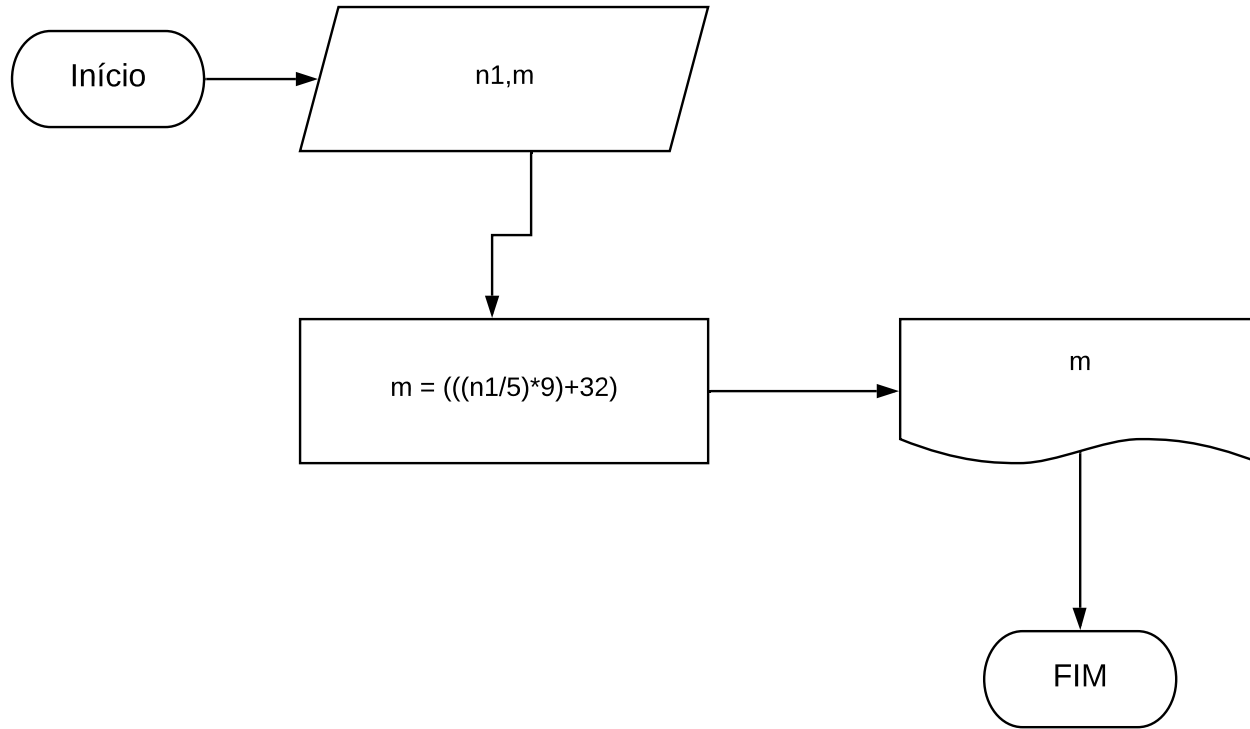 Início
n1,m
m = (((n1/5)*9)+32)
m
FIM